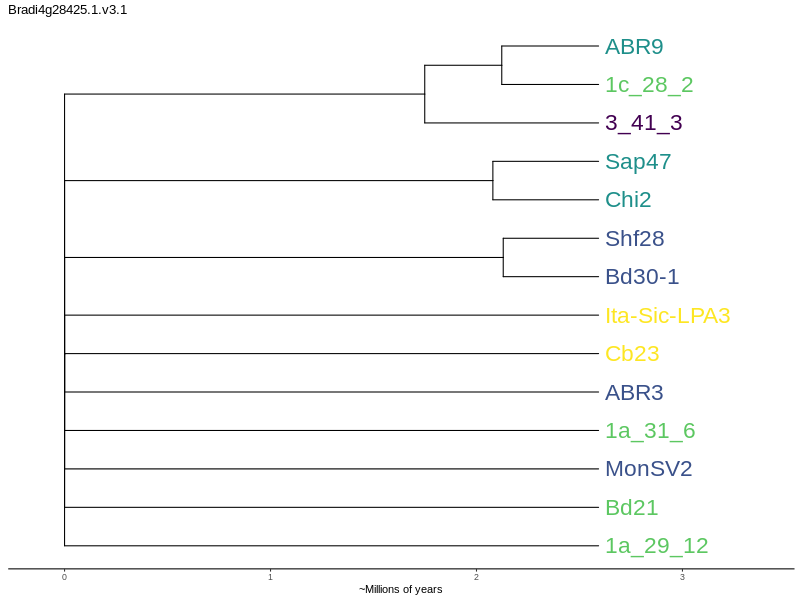 Bradi4g28425.1.v3.1
ABR9
1c_28_2
3_41_3
Sap47
Chi2
Shf28
Bd30-1
Ita-Sic-LPA3
Cb23
ABR3
1a_31_6
MonSV2
Bd21
1a_29_12
0 1 2 3
~Millions of years